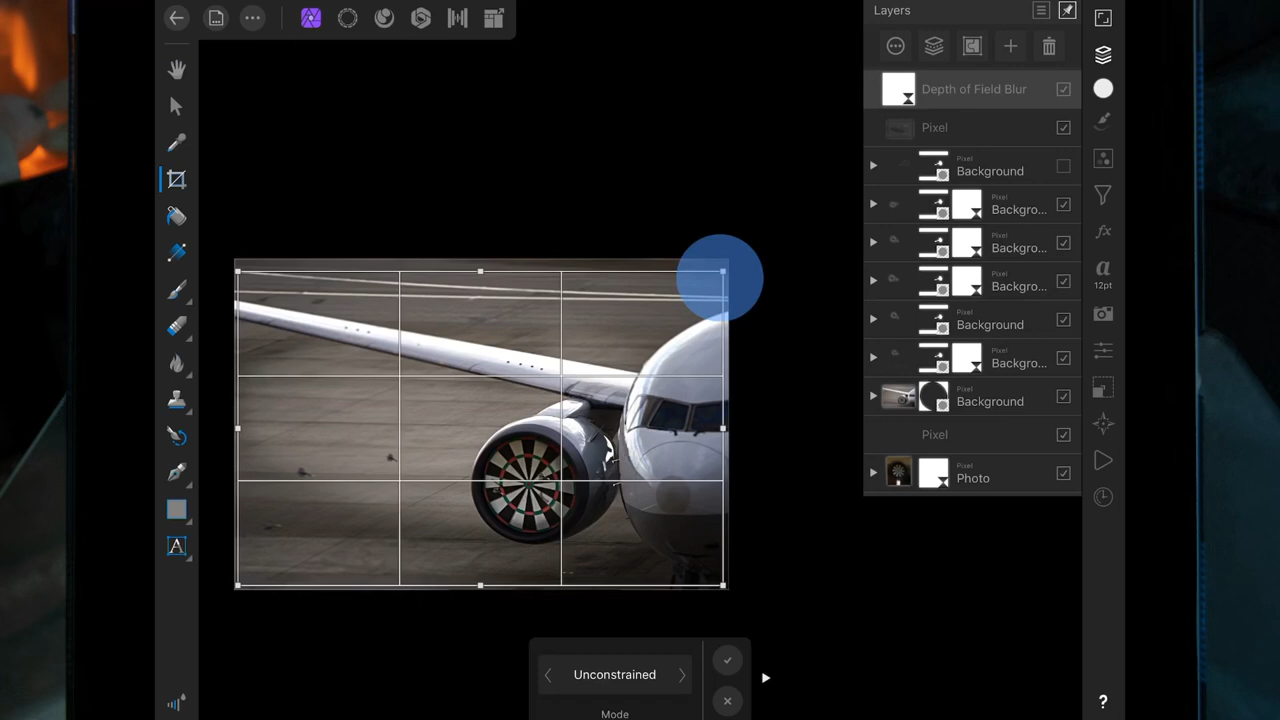 Layers
Depth of Field Blur
Pixel
Pixel
Background
Pixel
Backgro...
Pixel
Backgro...
Pixel
Backgro...
Pixel
Background
Pixel
Backgro...
Pixel
Background
Pixel
Pixel
Photo
a
12pt
A
Unconstrained
Mode
?